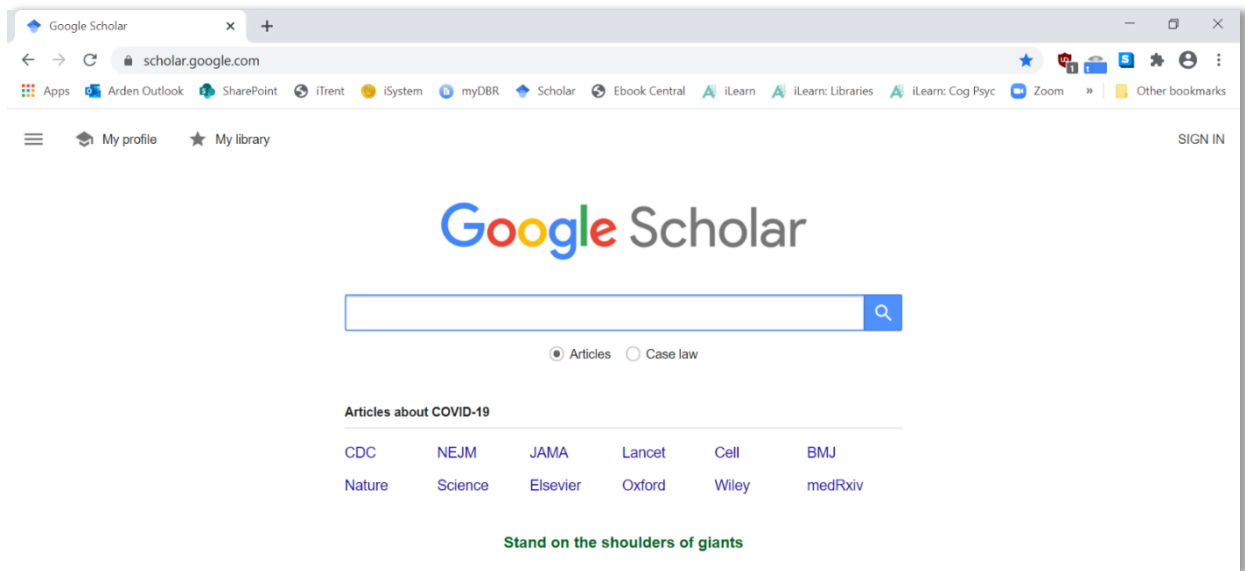 Google Scholar
scholar.google.com
1 t S
Apps Arden Outlook SharePoint iTrent iSystem myDBR Scholar Ebook Central iLearn iLearn: Libraries iLearn: Cog Psyc Zoom » Other bookmarks
My profile My library SIGN IN
Google Scholar
Articles Case law
Articles about COVID-19
CDC NEJM JAMA Lancet Cell BMJ
Nature Science Elsevier Oxford Wiley medRxiv
Stand on the shoulders of giants